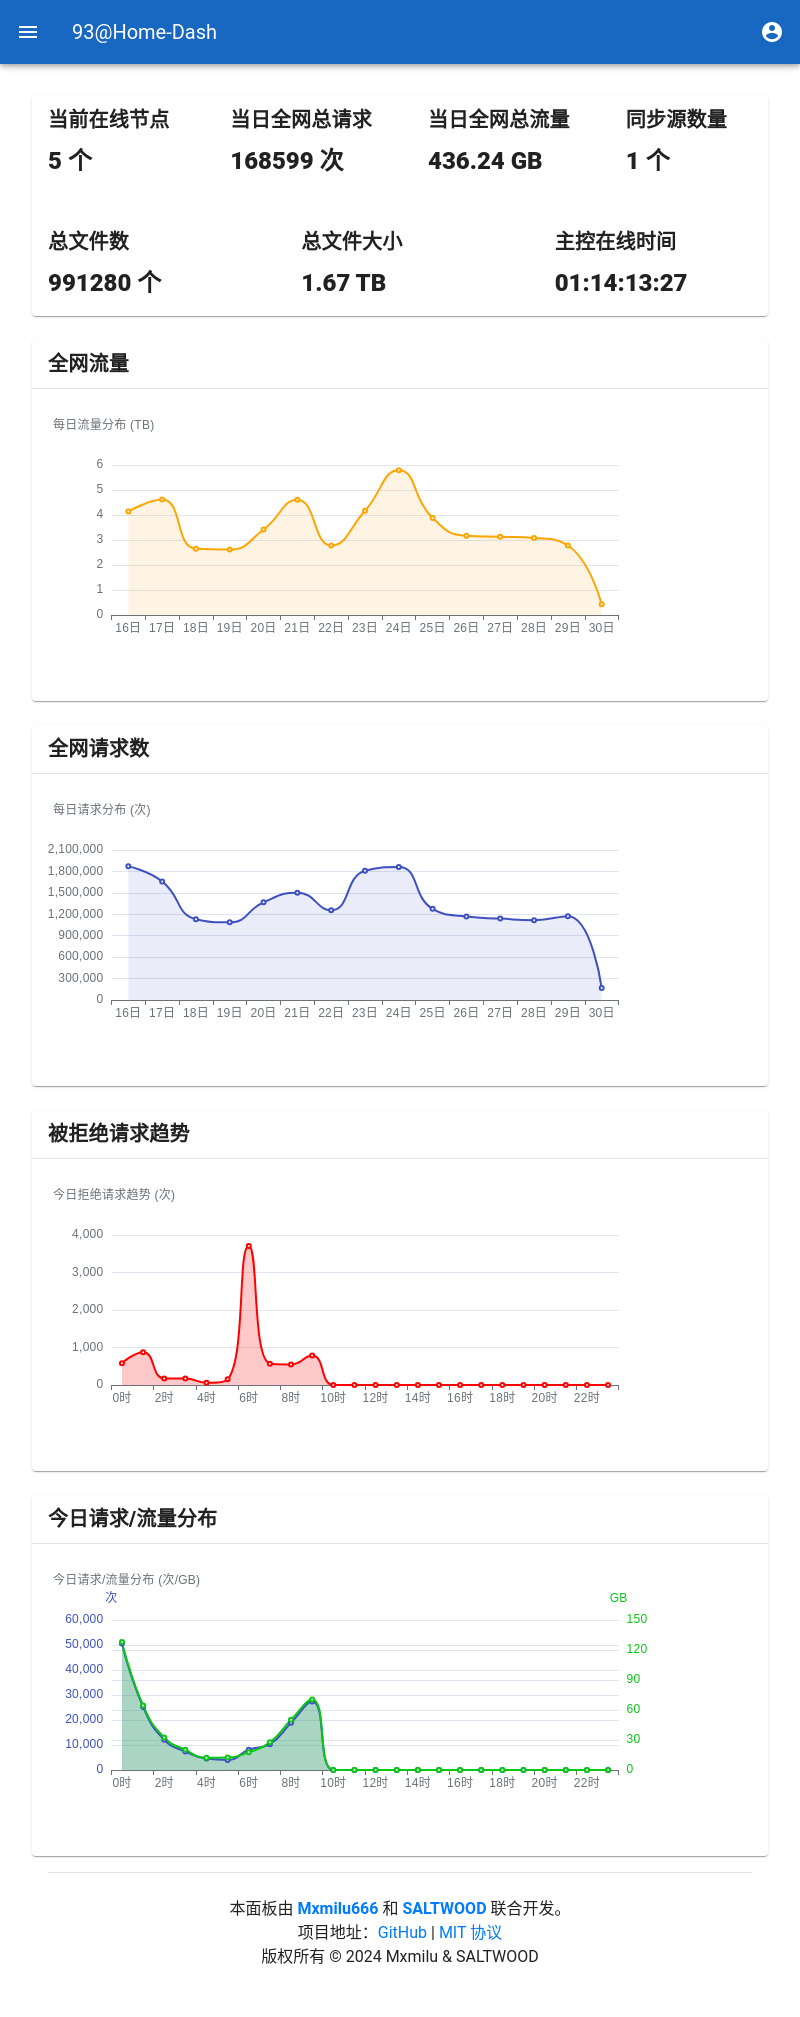 93@Home-Dash
当前在线节点 当日全网总请求 当日全网总流量 同步源数量
5 个 168599 次 436.24 GB 1 个
总文件数 总文件大小 主控在线时间
991280 个 1.67 TB 01:14:13:27
全网流量
每日流量分布 (TB)
6
5
4
3
2
1
0
16日 17日 18日 19日 20日 21日 22日 23日 24日 25日 26日 27日 28日 29日 30日
全网请求数
每日请求分布 (次)
2,100,000
1,800,000
1,500,000
1,200,000
900,000
600,000
300,000
0
16日 17日 18日 19日 20日 21日 22日 23日 24日 25日 26日 27日 28日 29日 30日
被拒绝请求趋势
今日拒绝请求趋势 (次)
4,000
3,000
2,000
1,000
0
0时 2时 4时 6时 8时 10时 12时 14时 16时 18时 20时 22时
今日请求/流量分布
今日请求/流量分布 (次/GB)
次 GB
60,000 150
50,000 120
40,000 90
30,000 60
20,000 30
10,000 0
0
0时 2时 4时 6时 8时 10时 12时 14时 16时 18时 20时 22时
本面板由 Mxmilu666 和 SALTWOOD 联合开发。
项目地址：GitHub | MIT 协议
版权所有 © 2024 Mxmilu & SALTWOOD